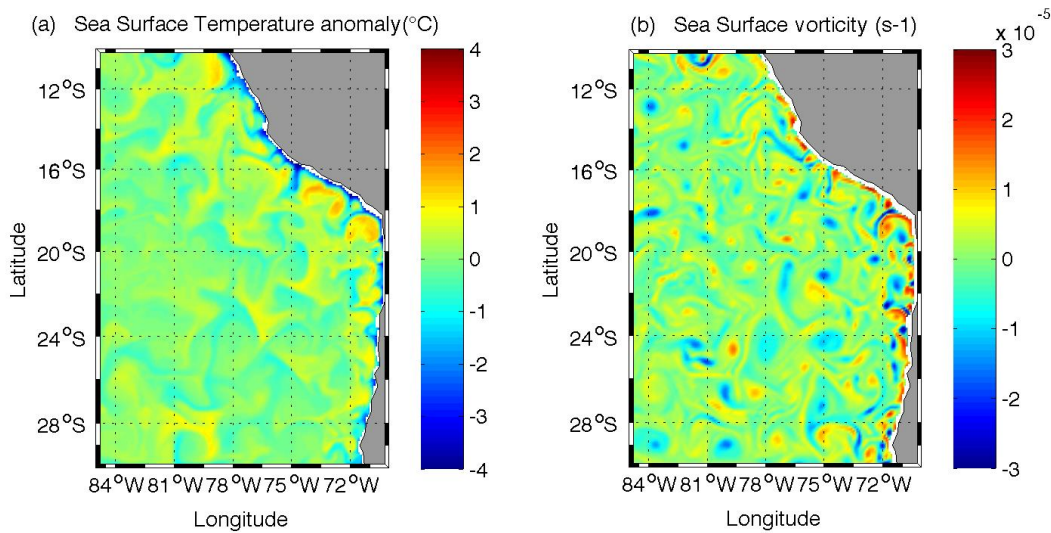 (a) Sea Surface Temperature anomaly(°C)
12°S
16°S
20°S
24°S
28°S
Latitude
84°W 81°W 78°W 75°W 72°W
Longitude
4
3
2
1
0
-1
-2
-3
-4
(b) Sea Surface vorticity (s-1)
x 10-5
12°S
16°S
20°S
24°S
28°S
Latitude
84°W 81°W 78°W 75°W 72°W
Longitude
3
2
1
0
-1
-2
-3